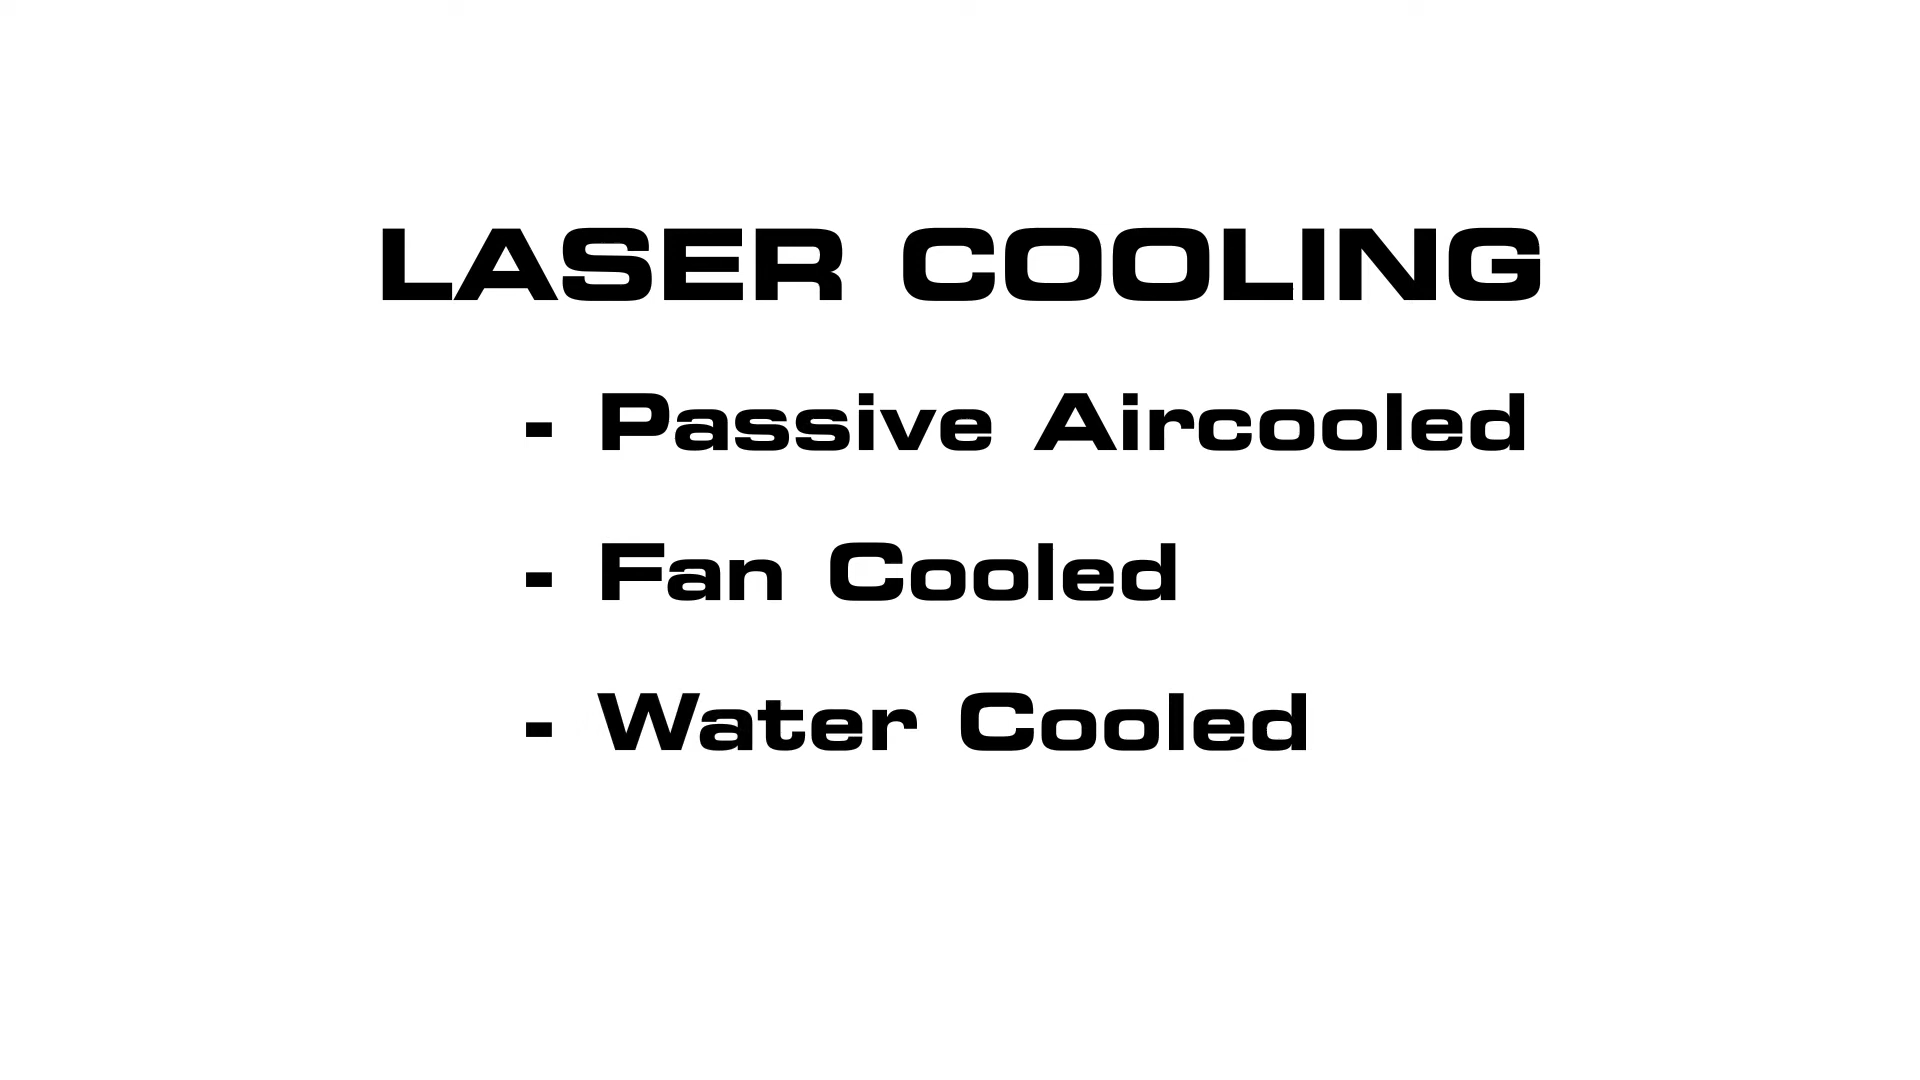 LASER COOLING
- Passive Aircooled
- Fan Cooled
- Water Cooled